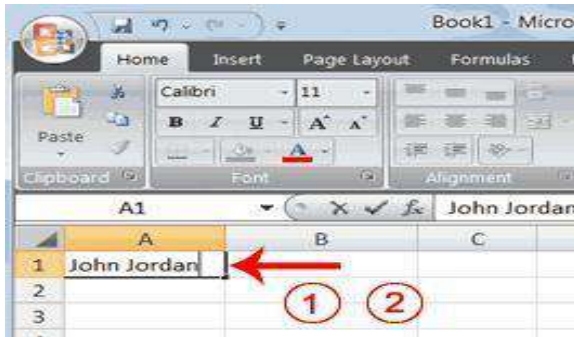 Book1 - Micro
Home Insert Page Layout Formulas
Calibri 11
B I U A A
Paste
A
Clipboard Font Alignment
A1 fx John Jordan
A B C
1 John Jordan
1 2
2
3